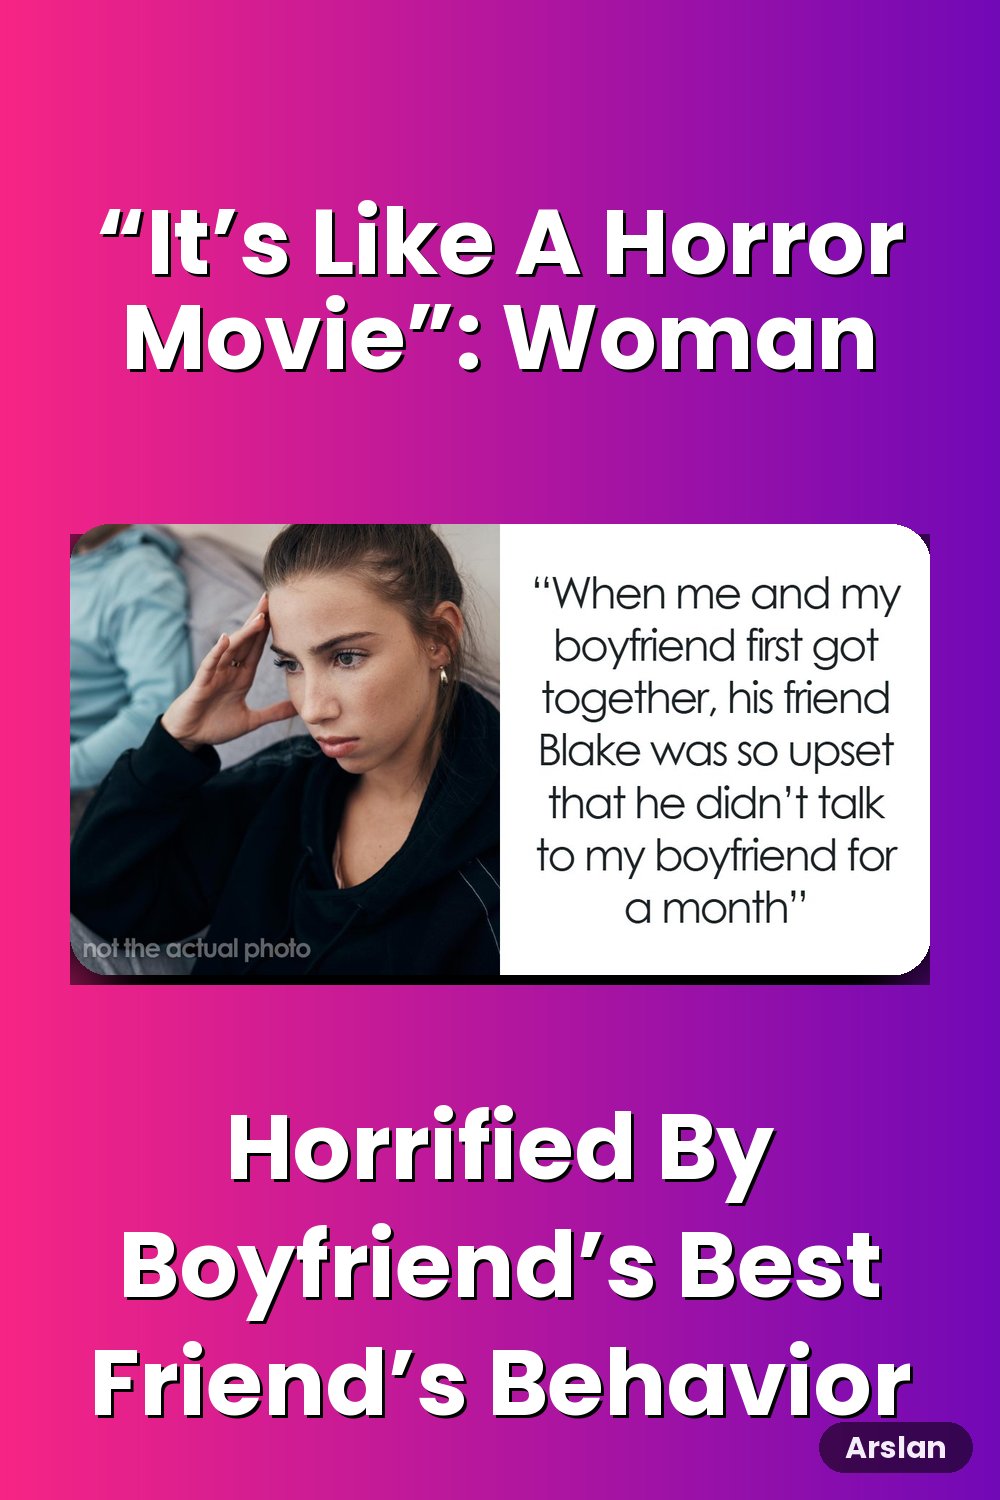 “It’s Like A Horror
Movie”: Woman
“When me and my
boyfriend first got
together, his friend
Blake was so upset
that he didn’t talk
to my boyfriend for
a month”
not the actual photo
Horrified By
Boyfriend’s Best
Friend’s Behavior
Arslan